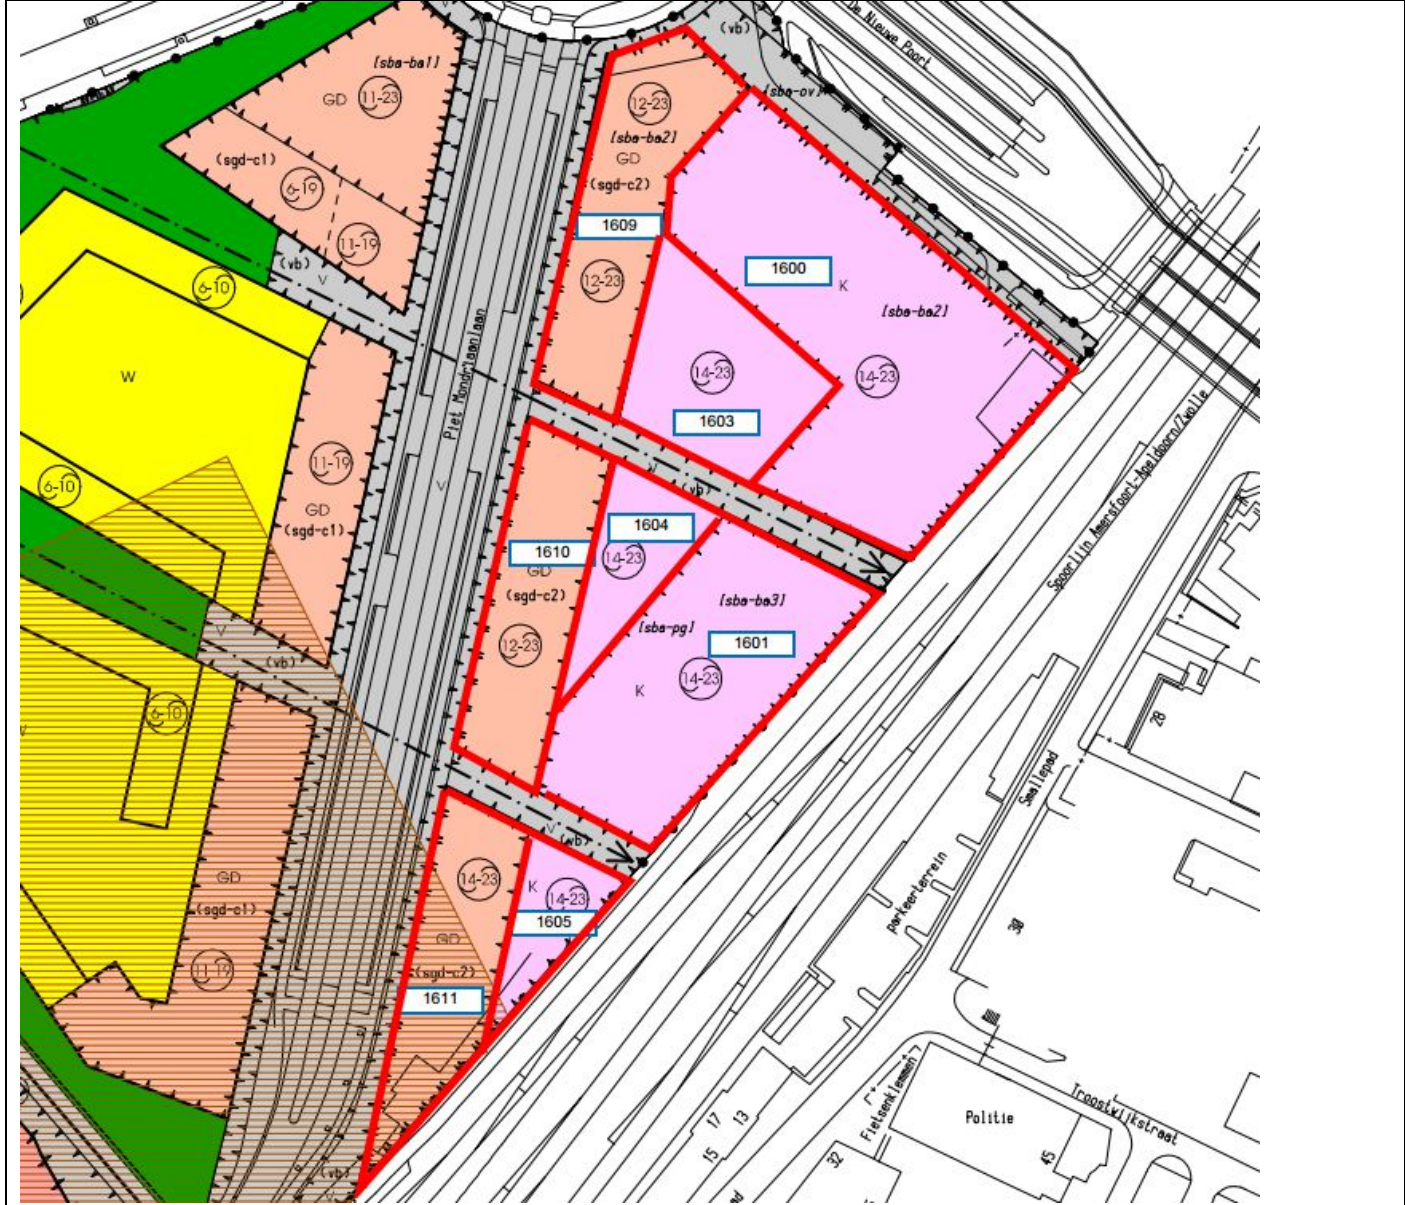 De Nieuwe Poort
(vb)
[sba-ba1]
[sba-ov]
GD
11-23
12-23
[sba-ba2]
GD
(sgd-c1)
(sgd-c2)
6-19
1609
11-19
(vb)
V
1600
K
12-23
6-10
[sba-ba2]
Piet Mondriaanlaan
W
14-23
14-23
1603
Spoorlijn Amersfoort-Apeldoorn/Zwolle
11-19
V
(vb)
6-10
V
GD
(sgd-c1)
1604
1610
14-23
GD
(sgd-c2)
[sba-ba3]
[sba-pg]
V
1601
12-23
(vb)
14-23
K
6-10
28
Smallepad
V
(vb)
GD
14-23
K
14-23
parkeerterrein
(sgd-c1)
1605
30
GD
11-19
(sgd-c2)
1611
Fietsenklemmen
Troostwijkstraat
Politie
17
13
15
32
45
(vb)